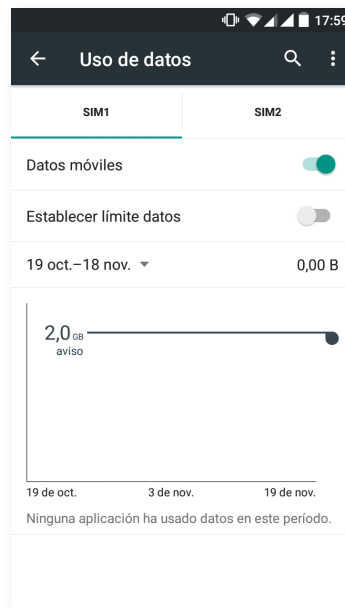 17:59
Uso de datos
SIM1 SIM2
Datos móviles
Establecer límite datos
19 oct.–18 nov. 0,00 B
2,0 GB
aviso
19 de oct. 3 de nov. 19 de nov.
Ninguna aplicación ha usado datos en este período.